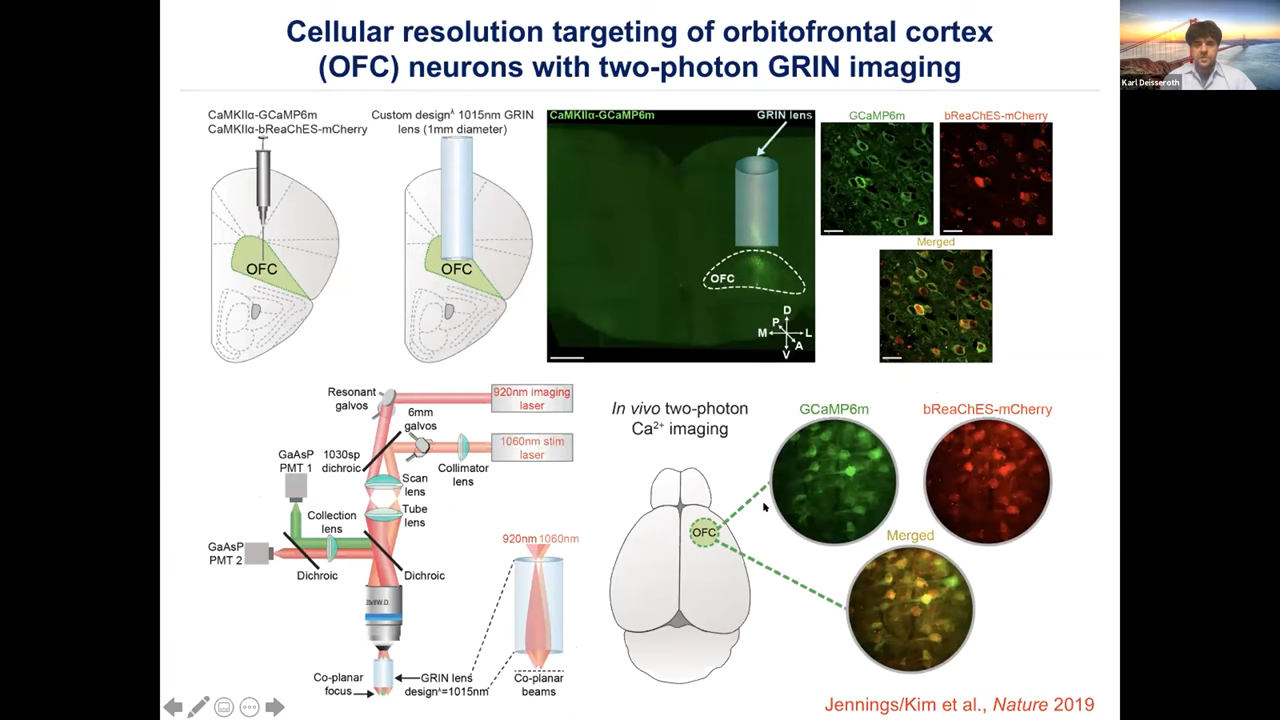 Cellular resolution targeting of orbitofrontal cortex
(OFC) neurons with two-photon GRIN imaging
Karl Deisseroth
CaMKIIα-GCaMP6m
CaMKIIα-bReaChES-mCherry
OFC
Custom design^λ 1015nm GRIN
lens (1mm diameter)
OFC
CaMKIIα-GCaMP6m
GRIN lens
OFC
D
P
M
L
A
V
GCaMP6m
bReaChES-mCherry
Merged
Resonant
galvos
920nm imaging
laser
6mm
galvos
1060nm stim
laser
GaAsP
PMT 1
1030sp
dichroic
Collimator
lens
Scan
lens
Tube
lens
Collection
lens
GaAsP
PMT 2
Dichroic
Dichroic
920nm 1060nm
Co-planar
focus
GRIN lens
design^λ=1015nm
Co-planar
beams
In vivo two-photon
Ca²⁺ imaging
OFC
GCaMP6m
bReaChES-mCherry
Merged
Jennings/Kim et al., Nature 2019